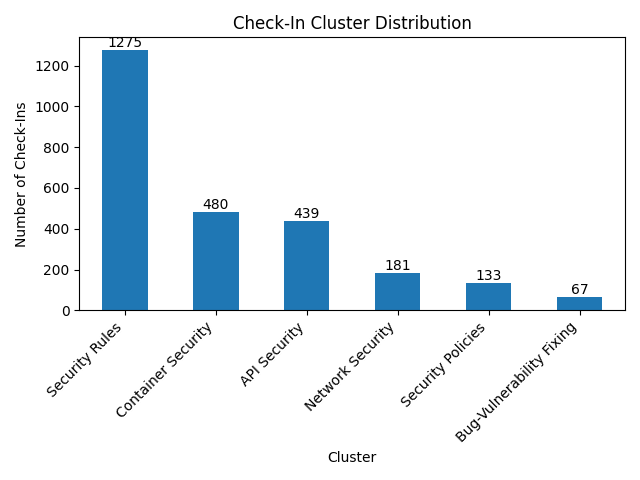 Check-In Cluster Distribution
Number of Check-Ins
1200
1000
800
600
400
200
0
1275
480
439
181
133
67
Security Rules
Container Security
API Security
Network Security
Security Policies
Bug-Vulnerability Fixing
Cluster